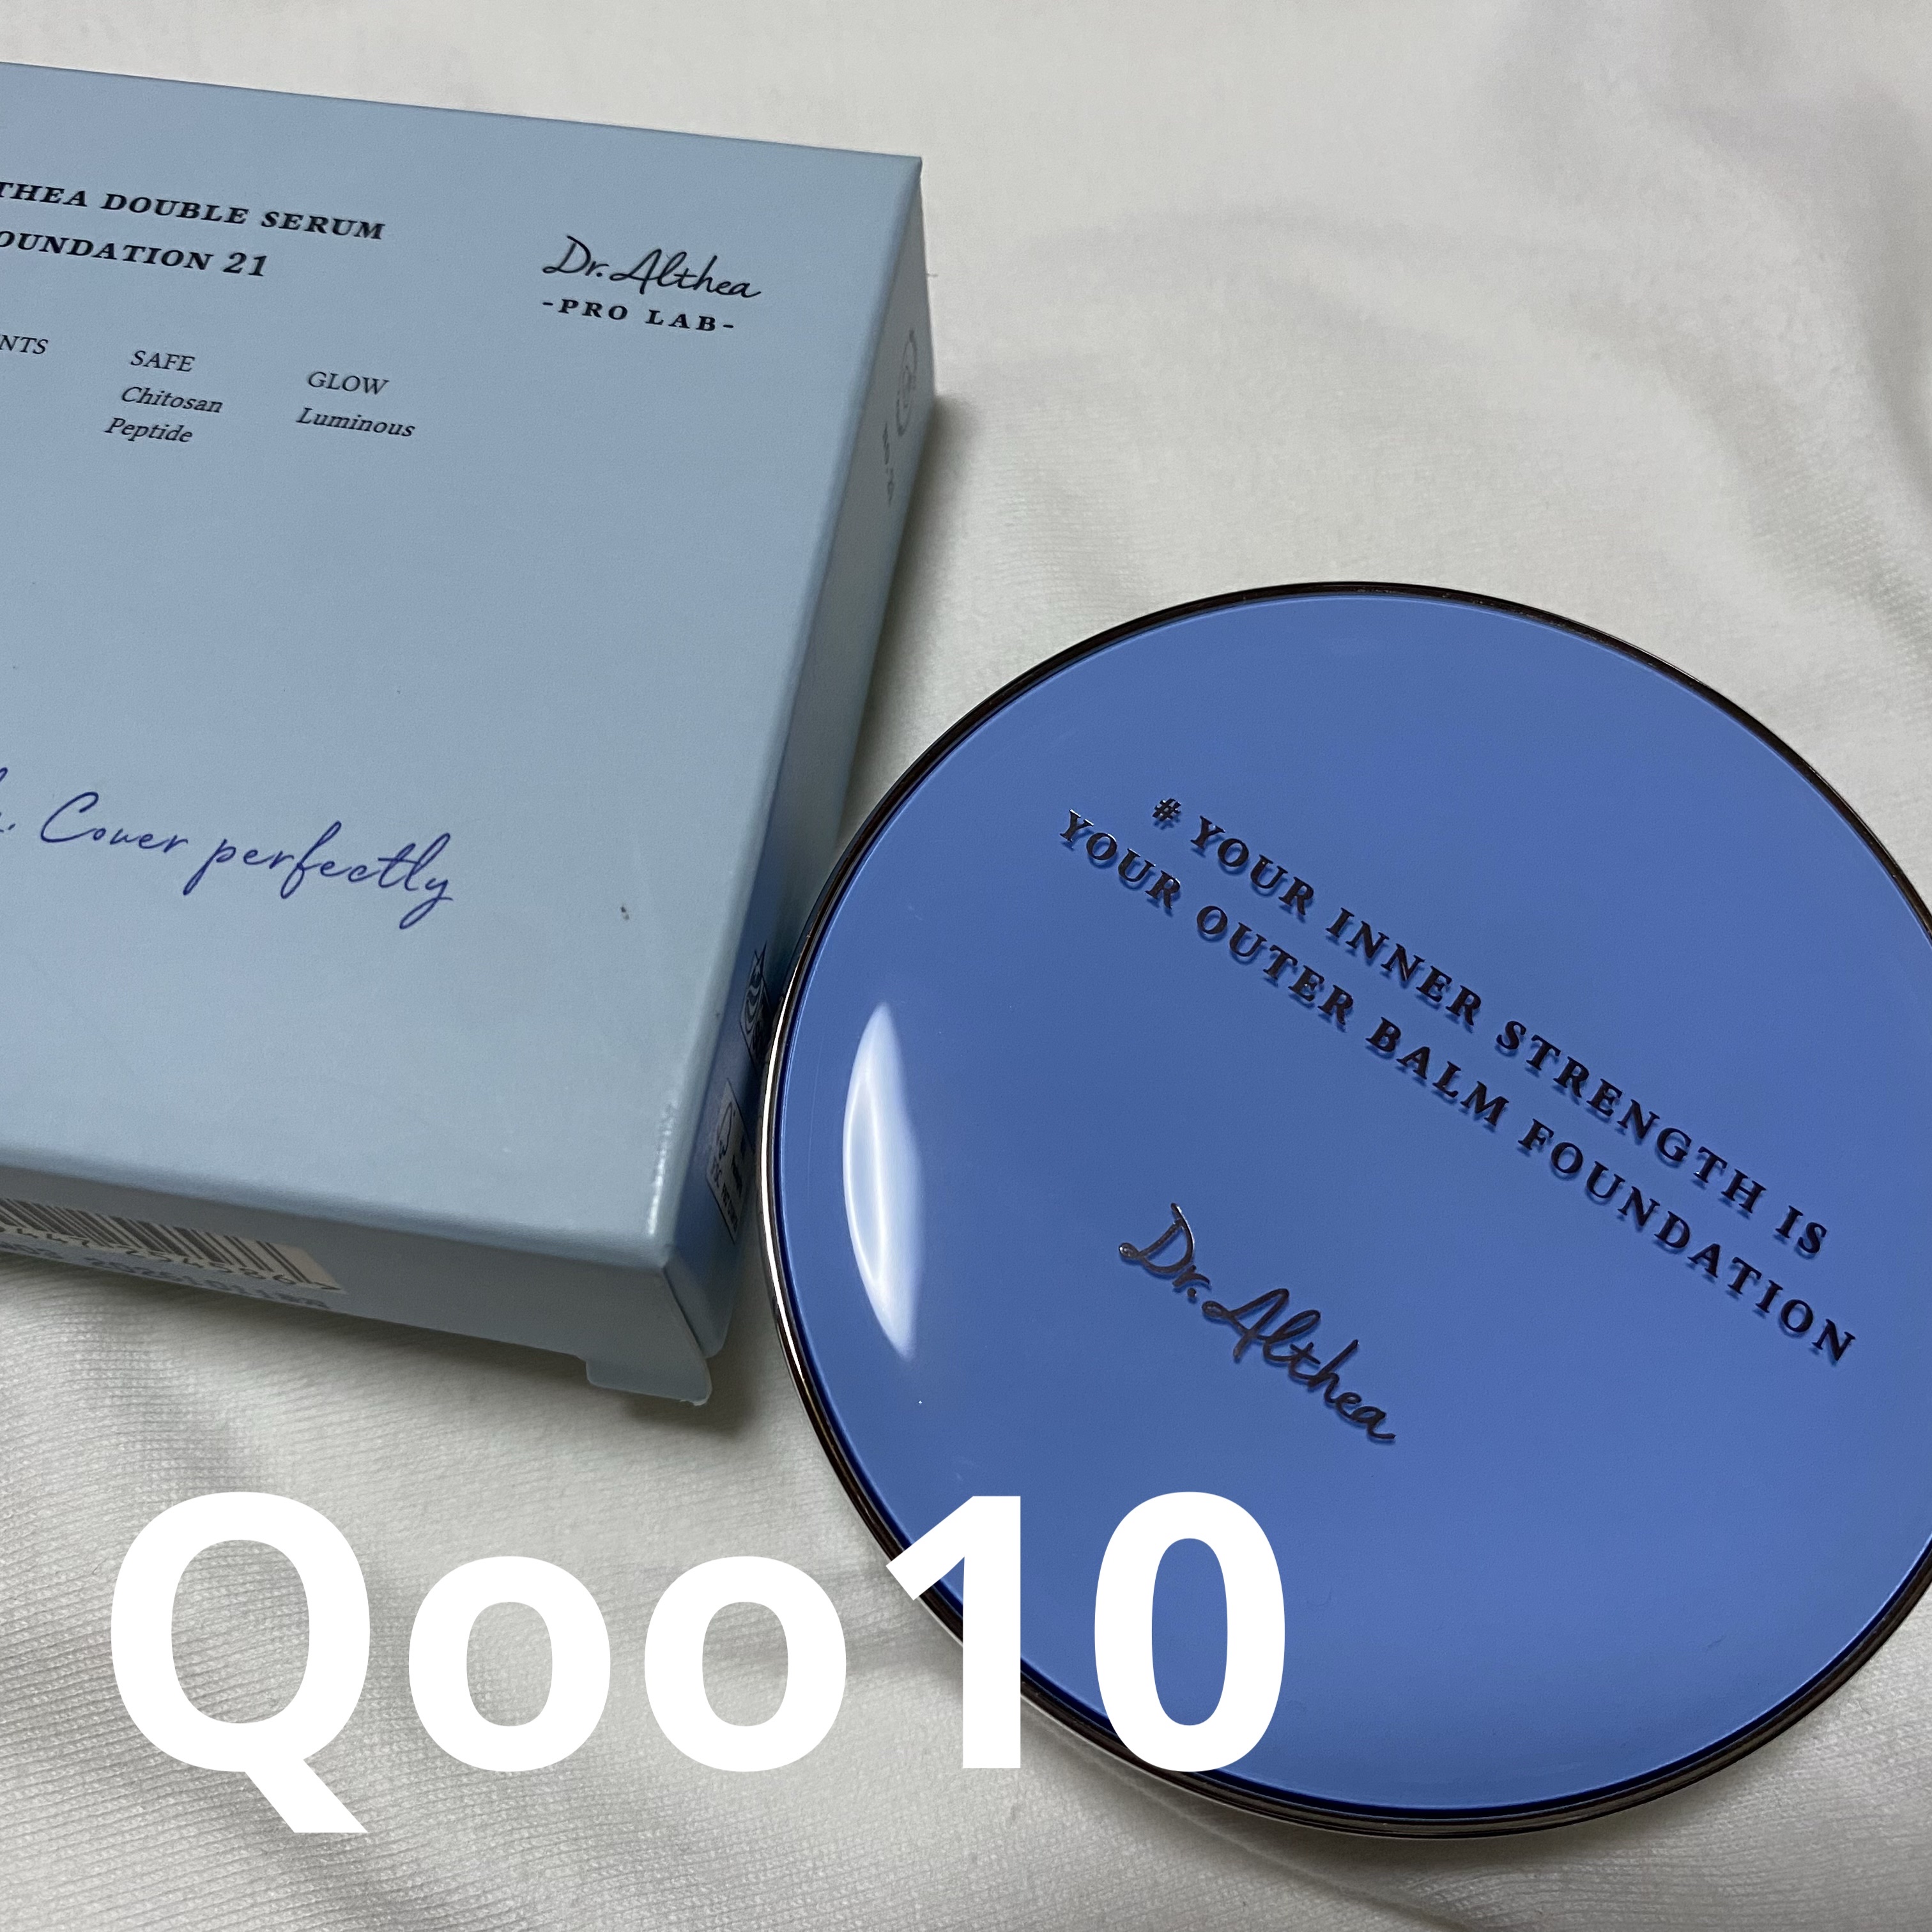 THEA DOUBLE SERUM
OUNDATION 21
Dr.Althea
-PRO LAB-
NTS
SAFE
Chitosan
Peptide
GLOW
Luminous
Cover perfectly
# YOUR INNER STRENGTH IS
YOUR OUTER BALM FOUNDATION
Dr.Althea
Qoo10